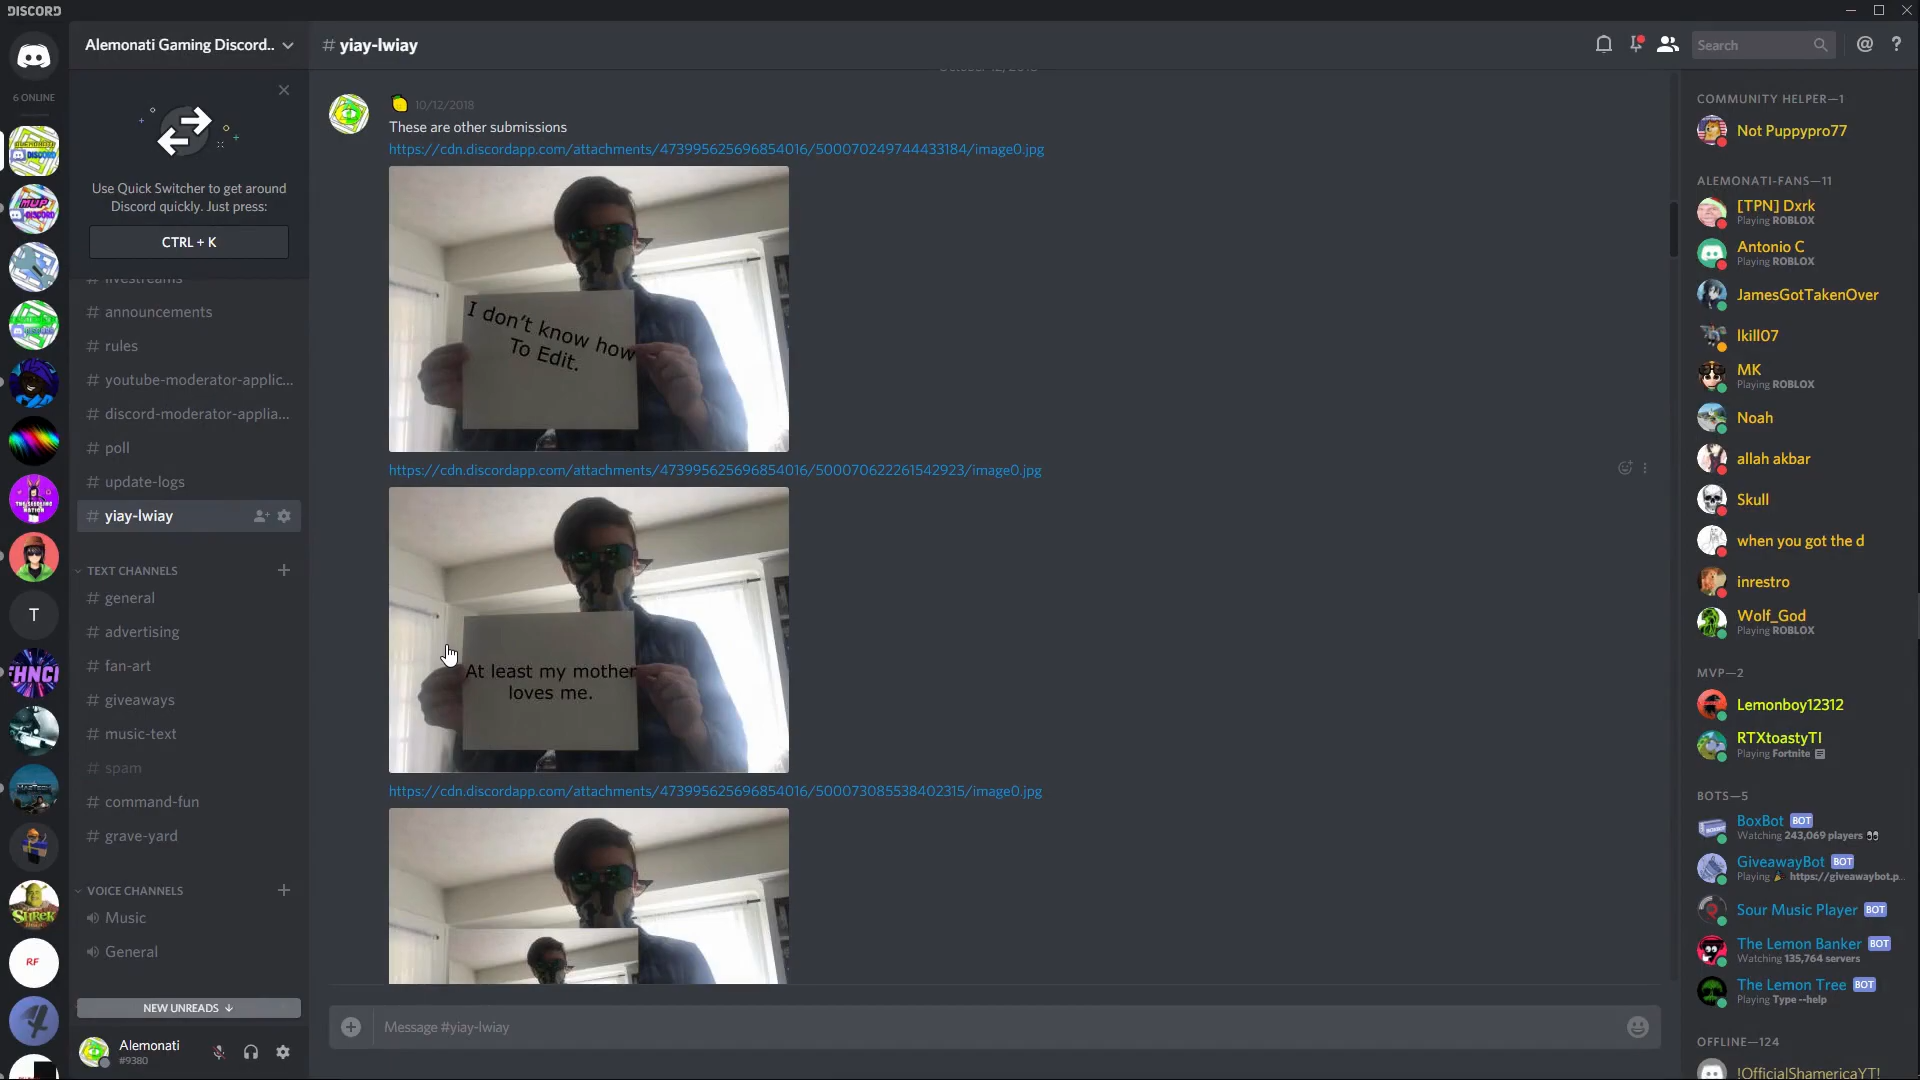 DISCORD
6 ONLINE
Alemonati Gaming Discord..
Use Quick Switcher to get around
Discord quickly. Just press:
CTRL + K
# livestreams
# announcements
# rules
# youtube-moderator-applic...
# discord-moderator-applia...
# poll
# update-logs
# yiay-lwiay
TEXT CHANNELS
# general
# advertising
# fan-art
# giveaways
# music-text
# spam
# command-fun
# grave-yard
VOICE CHANNELS
Music
General
NEW UNREADS ↓
Alemonati
#9380
MVP
DISCORD
T
SHREK
RF
# yiay-lwiay
Search
10/12/2018
These are other submissions
https://cdn.discordapp.com/attachments/473995625696854016/500070249744433184/image0.jpg
I don't know how
To Edit.
https://cdn.discordapp.com/attachments/473995625696854016/500070622261542923/image0.jpg
At least my mother
loves me.
https://cdn.discordapp.com/attachments/473995625696854016/500073085538402315/image0.jpg
Message #yiay-lwiay
COMMUNITY HELPER—1
Not Puppypro77
ALEMONATI-FANS—11
[TPN] Dxrk
Playing ROBLOX
Antonio C
Playing ROBLOX
JamesGotTakenOver
lkill07
MK
Playing ROBLOX
Noah
allah akbar
Skull
when you got the d
inrestro
Wolf_God
Playing ROBLOX
MVP—2
Lemonboy12312
RTXtoastyT!
Playing Fortnite
BOTS—5
BoxBot BOT
Watching 243,069 players 👀
GiveawayBot BOT
Playing 🎉 https://giveawaybot.p...
Sour Music Player BOT
The Lemon Banker BOT
Watching 135,764 servers
The Lemon Tree BOT
Playing Type --help
OFFLINE—124
!OfficialShamericaYT!